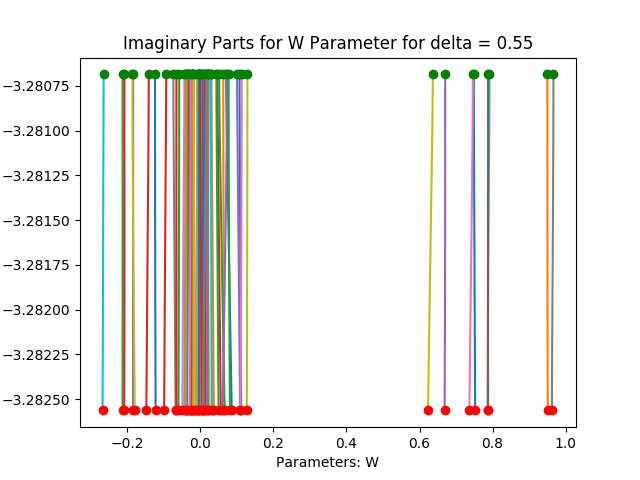 Imaginary Parts for W Parameter for delta = 0.55
−3.28075
−3.28100
−3.28125
−3.28150
−3.28175
−3.28200
−3.28225
−3.28250
−0.2 0.0 0.2 0.4 0.6 0.8 1.0
Parameters: W